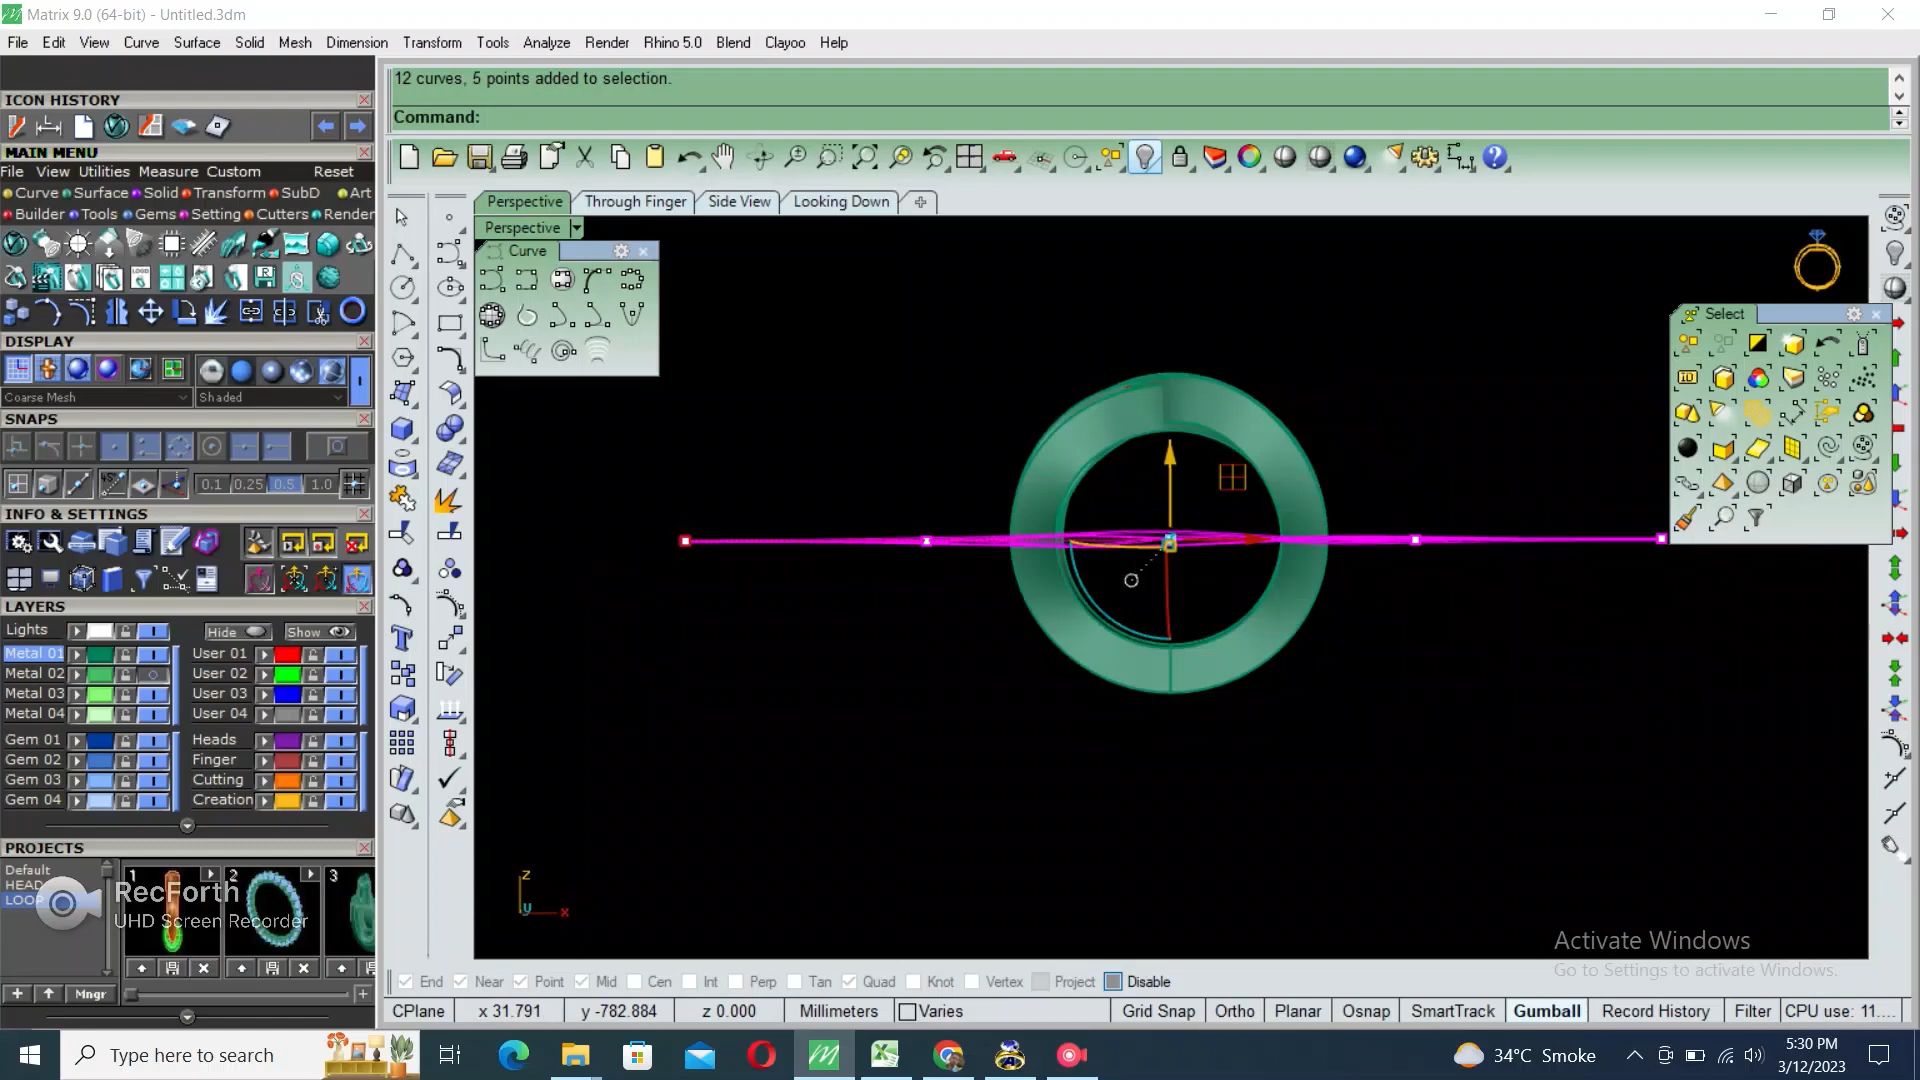 Matrix 9.0 (64-bit) - Untitled.3dm
File Edit View Curve Surface Solid Mesh Dimension Transform Tools Analyze Render Rhino 5.0 Blend Clayoo Help
12 curves, 5 points added to selection.
Command:
ICON HISTORY
MAIN MENU
File View Utilities Measure Custom Reset
Curve Surface Solid Transform SubD Art
Builder Tools Gems Setting Cutters Render
DISPLAY
Coarse Mesh Shaded
SNAPS
0.1 0.25 0.5 1.0
INFO & SETTINGS
LAYERS
Lights Hide Show
Metal 01 User 01
Metal 02 User 02
Metal 03 User 03
Metal 04 User 04
Gem 01 Heads
Gem 02 Finger
Gem 03 Cutting
Gem 04 Creation
PROJECTS
Default
HEAD
LOOP
1 2 3
RecForth
UHD Screen Recorder
Mngr
Perspective Through Finger Side View Looking Down
Perspective
Curve
Select
ID
z
y x
Activate Windows
Go to Settings to activate Windows.
End Near Point Mid Cen Int Perp Tan Quad Knot Vertex Project Disable
CPlane x 31.791 y -782.884 z 0.000 Millimeters Varies Grid Snap Ortho Planar Osnap SmartTrack Gumball Record History Filter CPU use: 11....
Type here to search
34°C Smoke
5:30 PM
3/12/2023